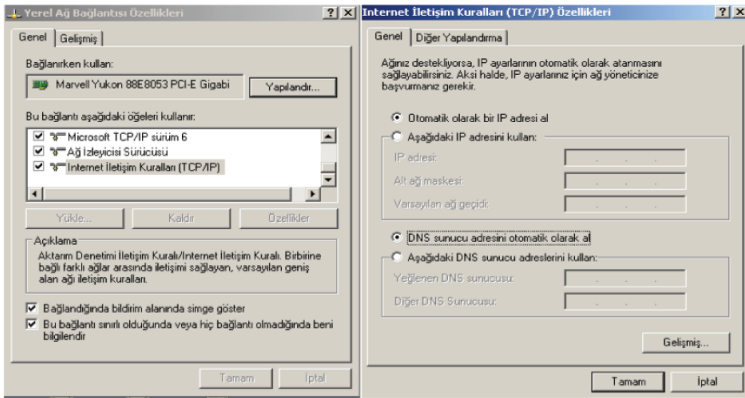 Yerel Ağ Bağlantısı Özellikleri
Genel
Gelişmiş
Bağlanırken kullan:
Marvell Yukon 88E8053 PCI-E Gigabi
Yapılandır...
Bu bağlantı aşağıdaki öğeleri kullanır:
Microsoft TCP/IP sürüm 6
Ağ İzleyicisi Sürücüsü
Internet İletişim Kuralları (TCP/IP)
Yükle...
Kaldır
Özellikler
Açıklama
Aktarım Denetimi İletişim Kuralı/Internet İletişim Kuralı. Birbirine
bağlı farklı ağlar arasında iletişimi sağlayan, varsayılan geniş
alan ağı iletişim kuralları.
Bağlandığında bildirim alanında simge göster
Bu bağlantı sınırlı olduğunda veya hiç bağlantı olmadığında beni
bilgilendir
Tamam
İptal
Internet İletişim Kuralları (TCP/IP) Özellikleri
Genel
Diğer Yapılandırma
Ağınız destekliyorsa, IP ayarlarının otomatik olarak atanmasını
sağlayabilirsiniz. Aksi halde, IP ayarlarınız için ağ yöneticinize
başvurmanız gerekir.
Otomatik olarak bir IP adresi al
Aşağıdaki IP adresini kullan:
IP adresi:
Alt ağ maskesi:
Varsayılan ağ geçidi:
DNS sunucu adresini otomatik olarak al
Aşağıdaki DNS sunucu adreslerini kullan:
Yeğlenen DNS sunucusu:
Diğer DNS Sunucusu:
Gelişmiş...
Tamam
İptal